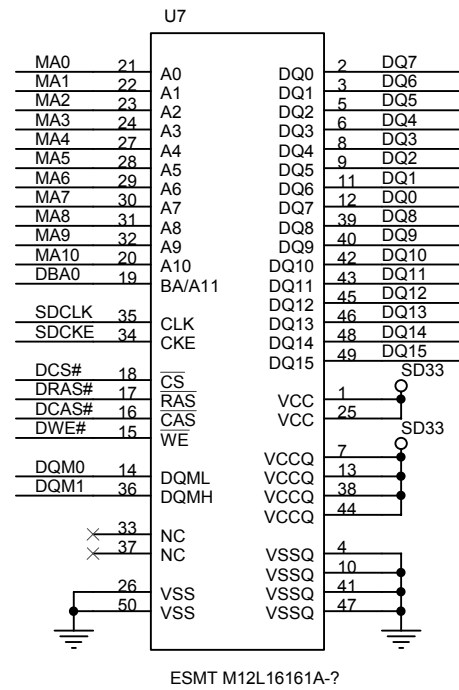 U7
MA0 21 A0 DQ0 2 DQ7
MA1 22 A1 DQ1 3 DQ6
MA2 23 A2 DQ2 5 DQ5
MA3 24 A3 DQ3 6 DQ4
MA4 27 A4 DQ4 8 DQ3
MA5 28 A5 DQ5 9 DQ2
MA6 29 A6 DQ6 11 DQ1
MA7 30 A7 DQ7 12 DQ0
MA8 31 A8 DQ8 39 DQ8
MA9 32 A9 DQ9 40 DQ9
MA10 20 A10 DQ10 42 DQ10
DBA0 19 BA/A11 DQ11 43 DQ11
DQ12 45 DQ12
SDCLK 35 CLK DQ13 46 DQ13
SDCKE 34 CKE DQ14 48 DQ14
DQ15 49 DQ15
SD33
DCS# 18 CS
DRAS# 17 RAS VCC 1
DCAS# 16 CAS VCC 25
DWE# 15 WE
SD33
VCCQ 7
DQM0 14 DQML VCCQ 13
DQM1 36 DQMH VCCQ 38
VCCQ 44
33 NC
37 NC VSSQ 4
VSSQ 10
26 VSS VSSQ 41
50 VSS VSSQ 47
ESMT M12L16161A-?